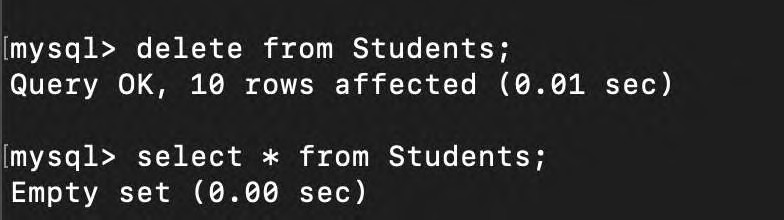 [mysql> delete from Students;
Query OK, 10 rows affected (0.01 sec)
[mysql> select * from Students;
Empty set (0.00 sec)